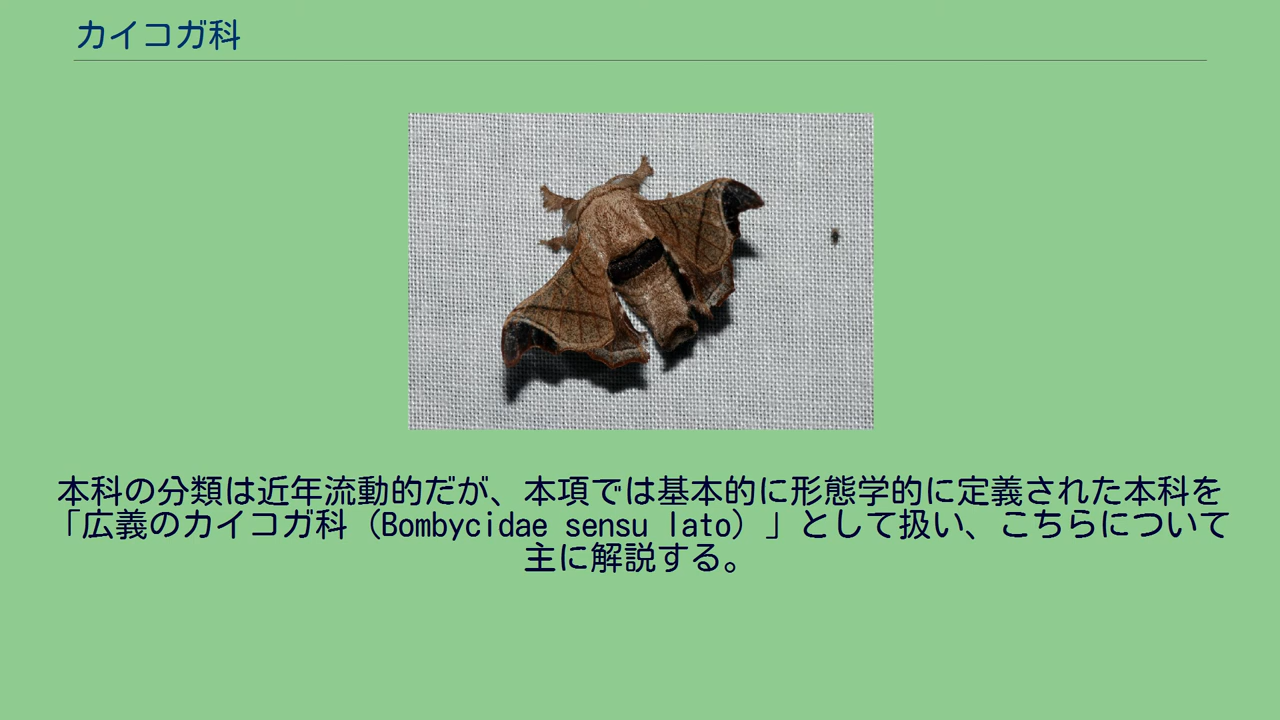 カイコガ科
本科の分類は近年流動的だが、本項では基本的に形態学的に定義された本科を
「広義のカイコガ科（Bombycidae sensu lato）」として扱い、こちらについて
主に解説する。